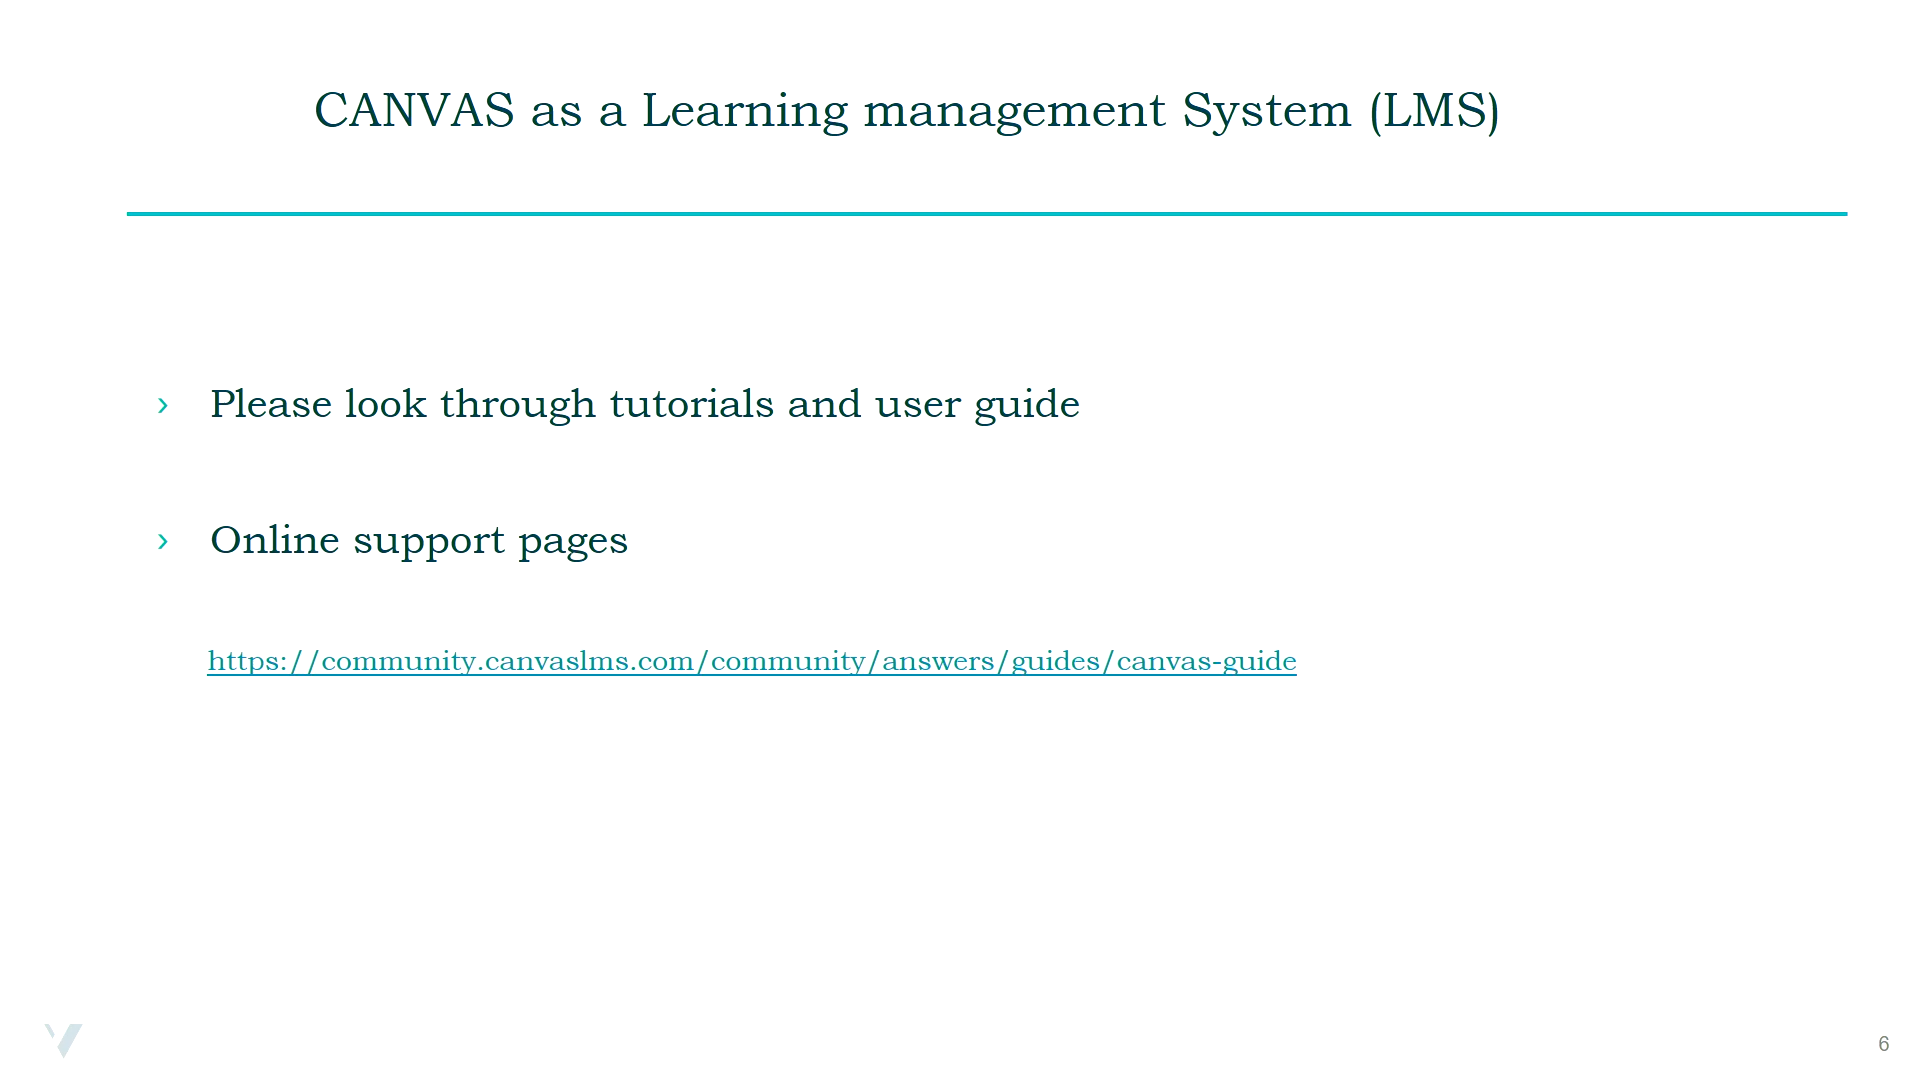 CANVAS as a Learning management System (LMS)
› Please look through tutorials and user guide
› Online support pages
https://community.canvaslms.com/community/answers/guides/canvas-guide
6